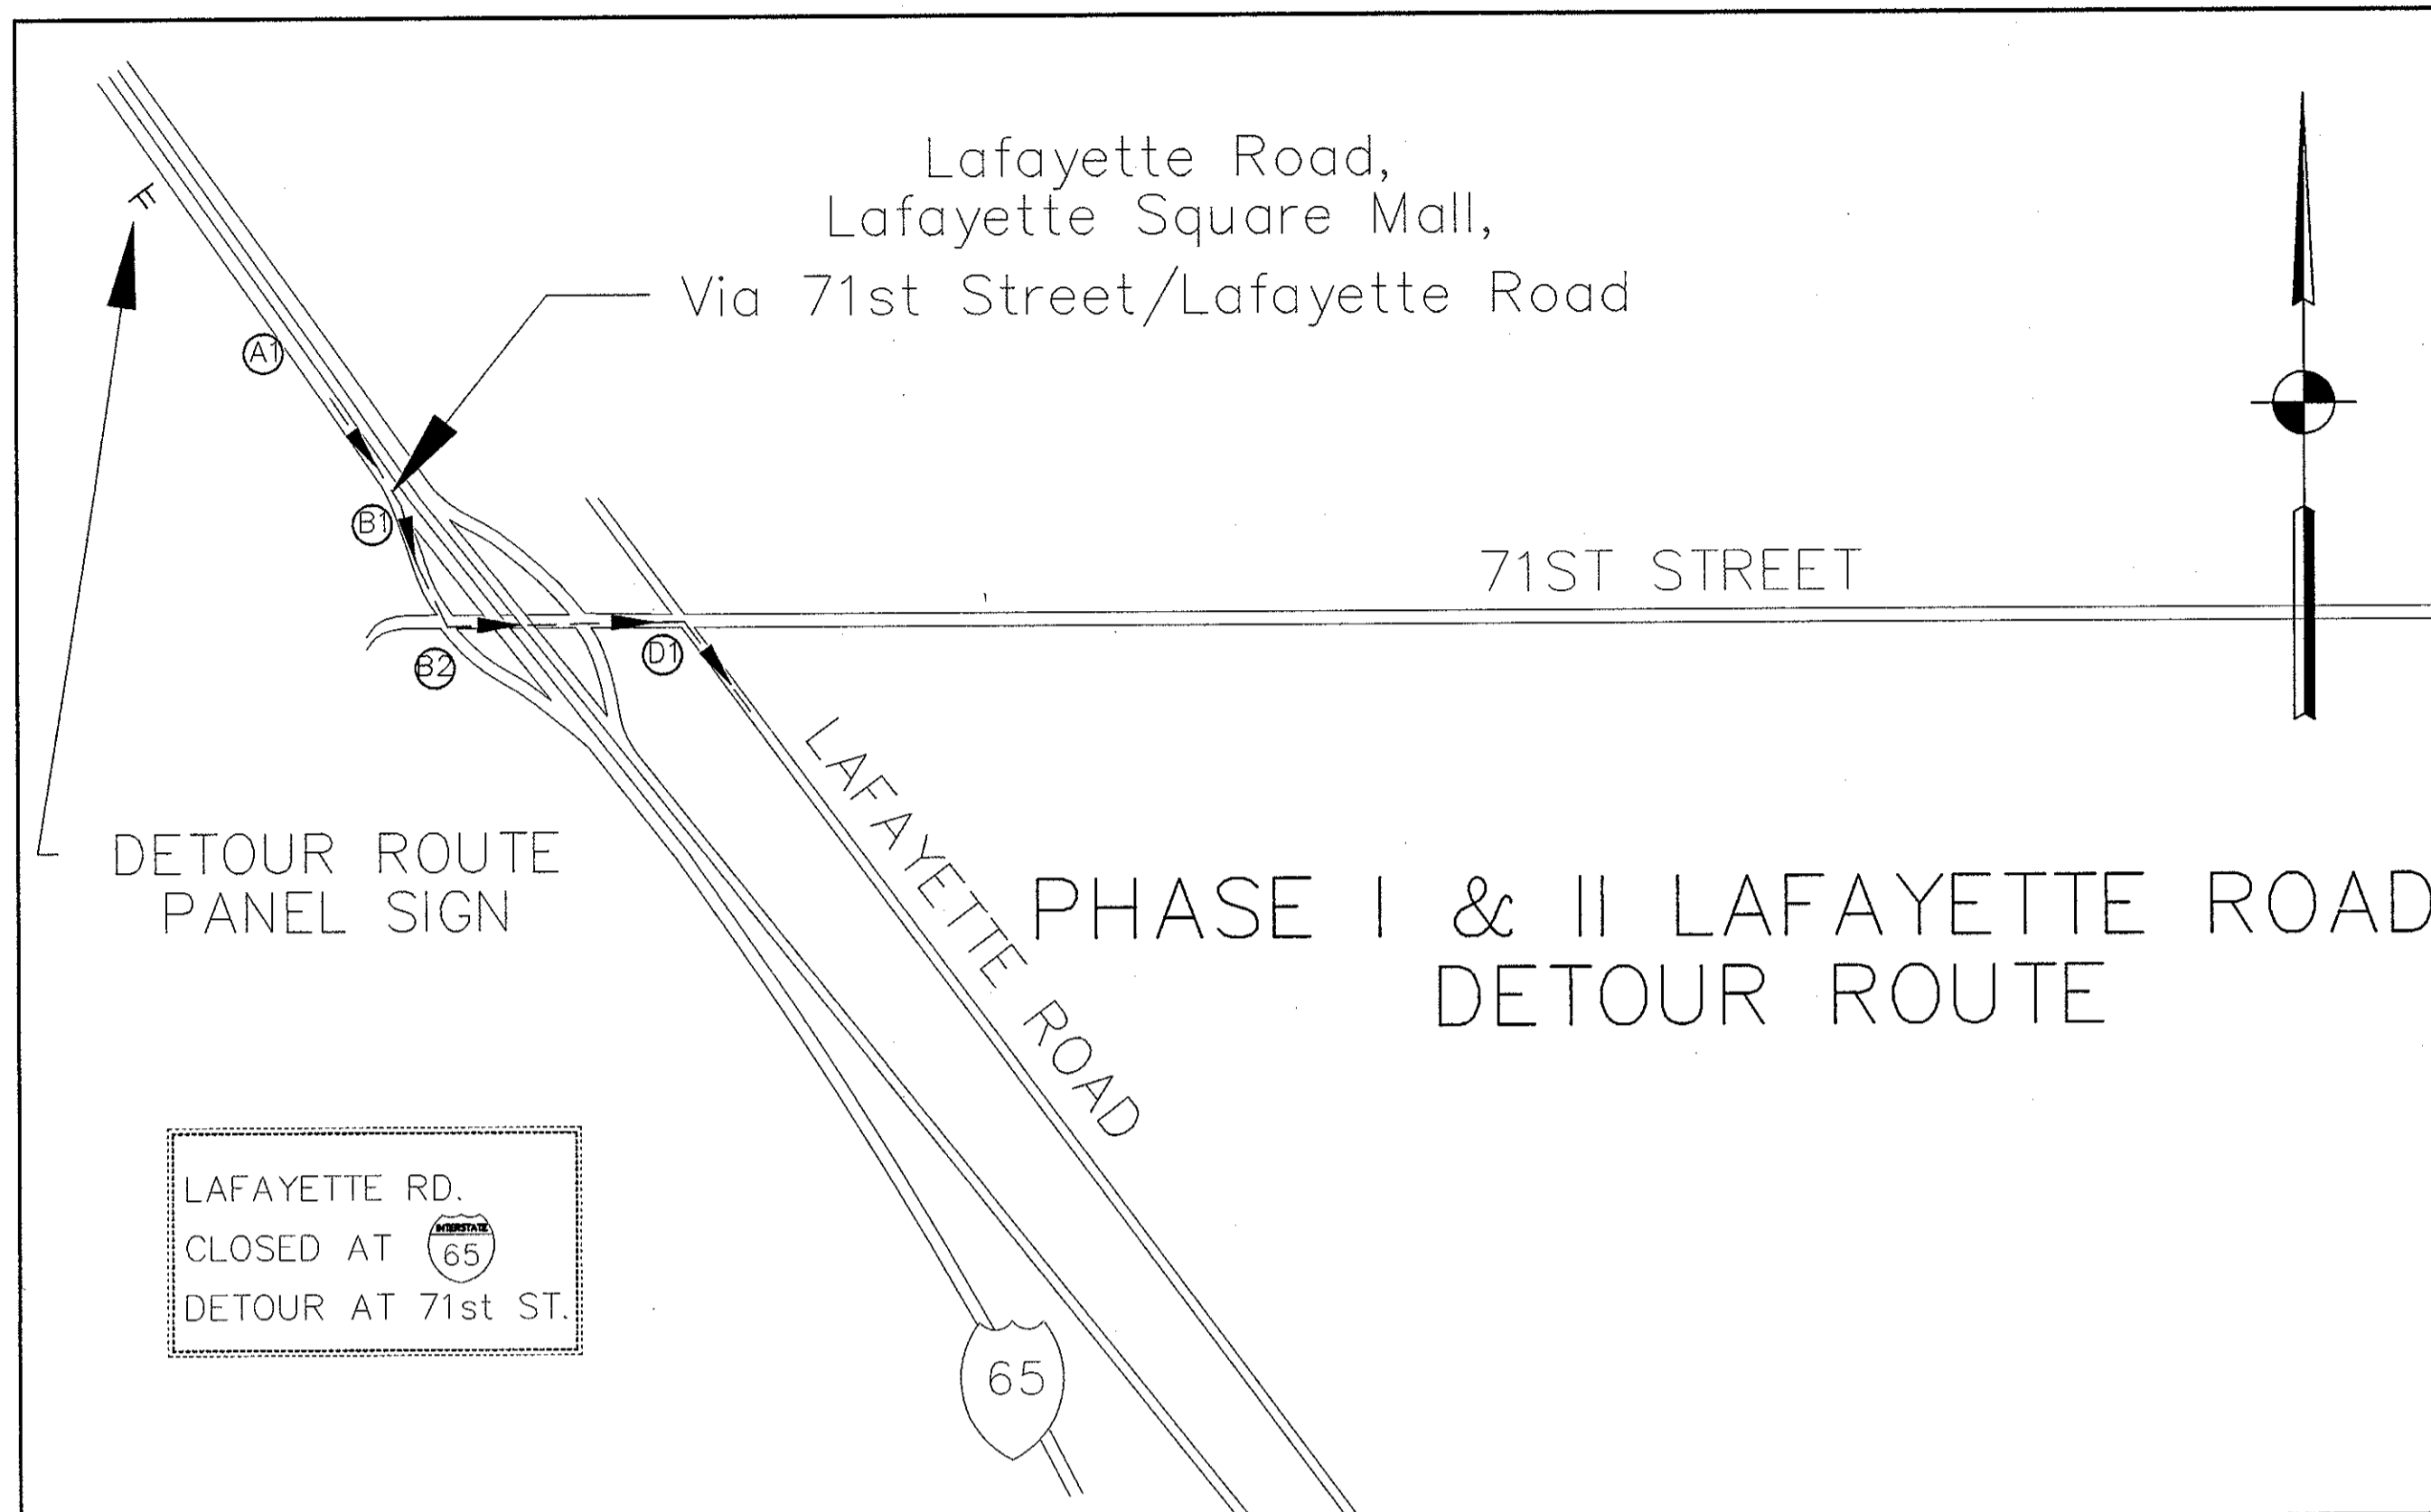 Lafayette Road,
Lafayette Square Mall,
Via 71st Street/Lafayette Road
A1
B1
71ST STREET
B2
D1
LAFAYETTE ROAD
DETOUR ROUTE
PANEL SIGN
PHASE I & II LAFAYETTE ROAD
DETOUR ROUTE
LAFAYETTE RD.
CLOSED AT INTERSTATE 65
DETOUR AT 71st ST.
65